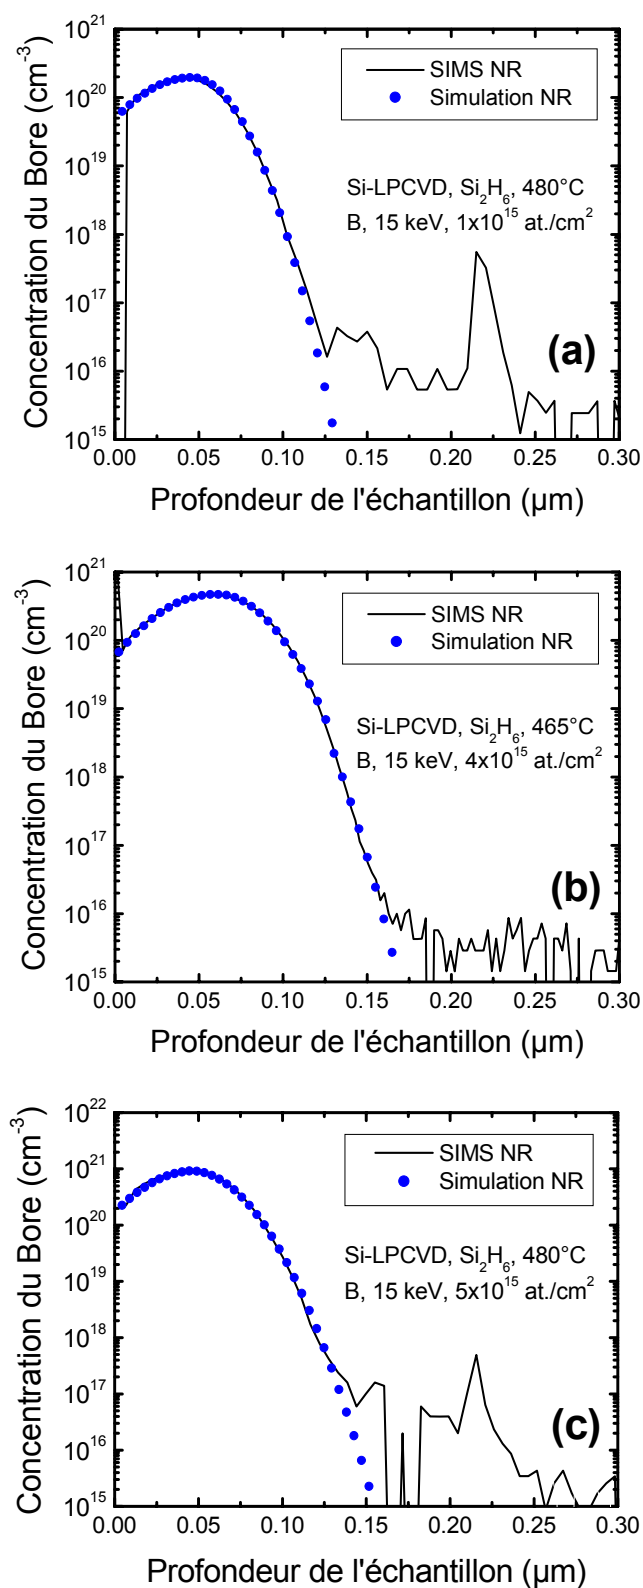 10^21
10^20
10^19
10^18
10^17
10^16
10^15
Concentration du Bore (cm^-3)
SIMS NR
Simulation NR
Si-LPCVD, Si_2H_6, 480°C
B, 15 keV, 1x10^15 at./cm^2
(a)
0.00 0.05 0.10 0.15 0.20 0.25 0.30
Profondeur de l'échantillon (µm)
10^21
10^20
10^19
10^18
10^17
10^16
10^15
Concentration du Bore (cm^-3)
SIMS NR
Simulation NR
Si-LPCVD, Si_2H_6, 465°C
B, 15 keV, 4x10^15 at./cm^2
(b)
0.00 0.05 0.10 0.15 0.20 0.25 0.30
Profondeur de l'échantillon (µm)
10^22
10^21
10^20
10^19
10^18
10^17
10^16
10^15
Concentration du Bore (cm^-3)
SIMS NR
Simulation NR
Si-LPCVD, Si_2H_6, 480°C
B, 15 keV, 5x10^15 at./cm^2
(c)
0.00 0.05 0.10 0.15 0.20 0.25 0.30
Profondeur de l'échantillon (µm)